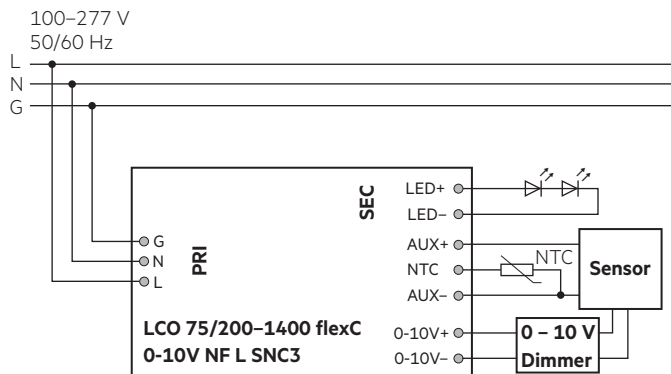 100–277 V
50/60 Hz
L
N
G
LED+
SEC
LED–
AUX+
G
NTC
NTC
N
PRI
Sensor
L
AUX–
LCO 75/200–1400 flexC
0-10V+
0 – 10 V
0-10V NF L SNC3
0-10V–
Dimmer